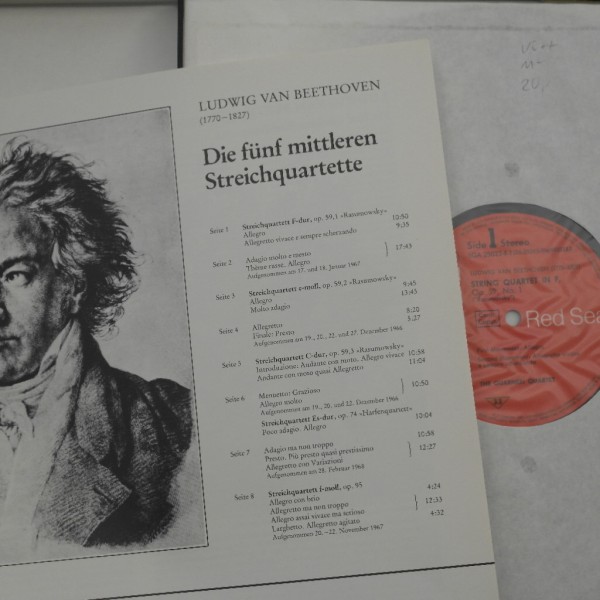 LUDWIG VAN BEETHOVEN
(1770–1827)
Die fünf mittleren
Streichquartette
Seite 1 Streichquartett F-dur, op. 59,1 »Rasumowsky«
Allegro 10:50
Allegretto vivace e sempre scherzando 9:35
Seite 2 Adagio molto e mesto
Thème russe. Allegro } 17:43
Aufgenommen am 17. und 18. Januar 1967
Seite 3 Streichquartett e-moll, op. 59,2 »Rasumowsky«
Allegro 9:45
Molto adagio 13:43
Seite 4 Allegretto 8:20
Finale: Presto 5:27
Aufgenommen am 19., 20., 22. und 27. Dezember 1966
Seite 5 Streichquartett C-dur, op. 59,3 »Rasumowsky«
Introduzione: Andante con moto. Allegro vivace 10:58
Andante con moto quasi Allegretto 11:04
Seite 6 Menuetto: Grazioso
Allegro molto } 10:50
Aufgenommen am 19., 20. und 22. Dezember 1966
Streichquartett Es-dur, op. 74 »Harfenquartett«
Poco adagio. Allegro 10:04
Seite 7 Adagio ma non troppo 10:58
Presto. Più presto quasi prestissimo
Allegretto con Variazioni } 12:27
Aufgenommen am 28. Februar 1968
Seite 8 Streichquartett f-moll, op. 95
Allegro con brio 4:24
Allegretto ma non troppo
Allegro assai vivace ma serioso } 12:33
Larghetto. Allegretto agitato 4:32
Aufgenommen 20.–22. November 1967
20,
Side 1 Stereo
STRING QUARTET IN F,
Red Sea